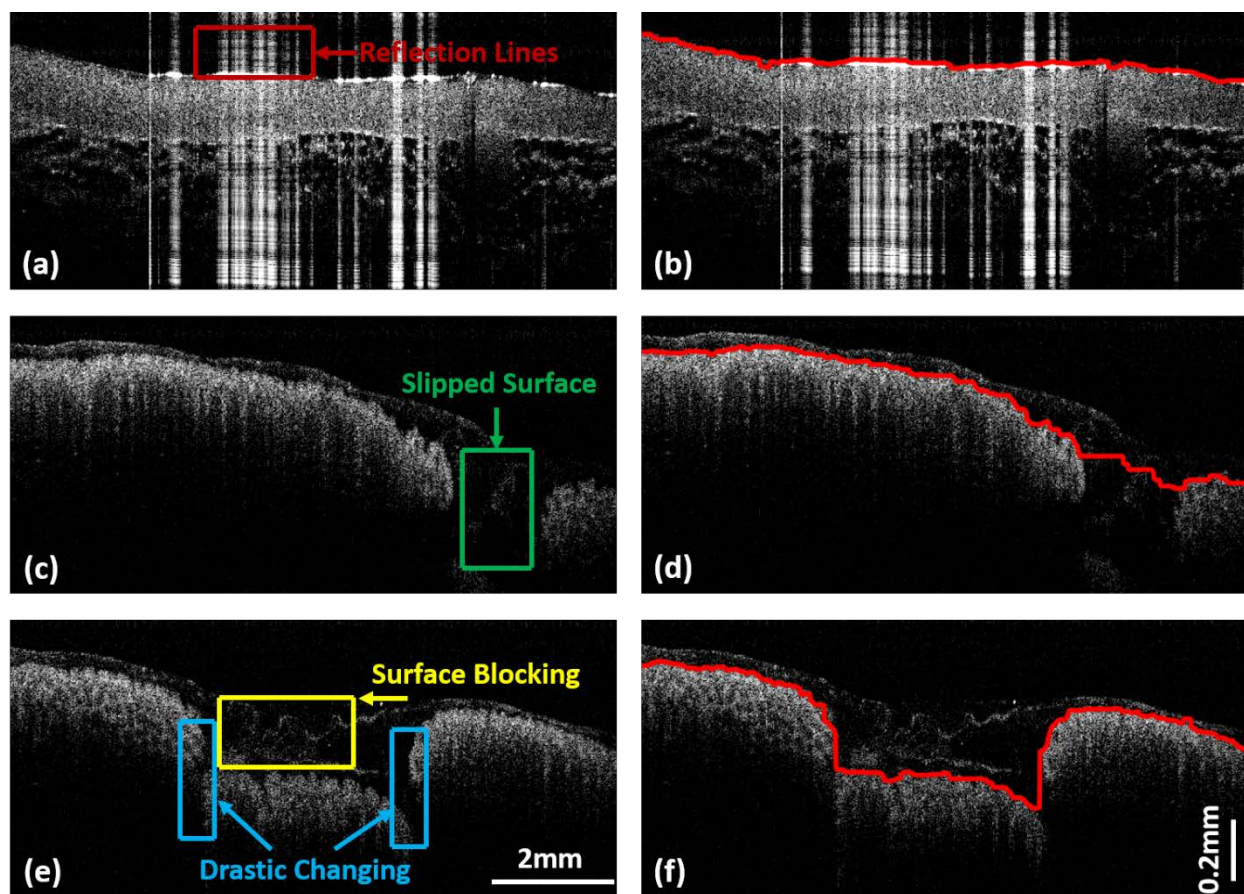 Reflection Lines
(a)
(b)
Slipped Surface
(c)
(d)
Surface Blocking
Drastic Changing
2mm
0.2mm
(e)
(f)